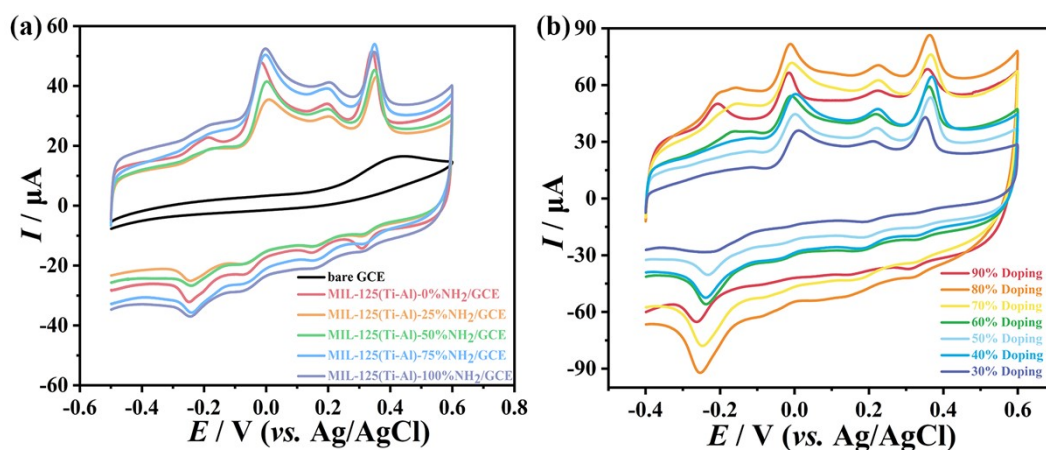 (a)
60
40
20
0
-20
-40
-60
I / μA
bare GCE
MIL-125(Ti-Al)-0%NH2/GCE
MIL-125(Ti-Al)-25%NH2/GCE
MIL-125(Ti-Al)-50%NH2/GCE
MIL-125(Ti-Al)-75%NH2/GCE
MIL-125(Ti-Al)-100%NH2/GCE
-0.6 -0.4 -0.2 0.0 0.2 0.4 0.6 0.8
E / V (vs. Ag/AgCl)
(b)
90
60
30
0
-30
-60
-90
I / μA
90% Doping
80% Doping
70% Doping
60% Doping
50% Doping
40% Doping
30% Doping
-0.4 -0.2 0.0 0.2 0.4 0.6
E / V (vs. Ag/AgCl)